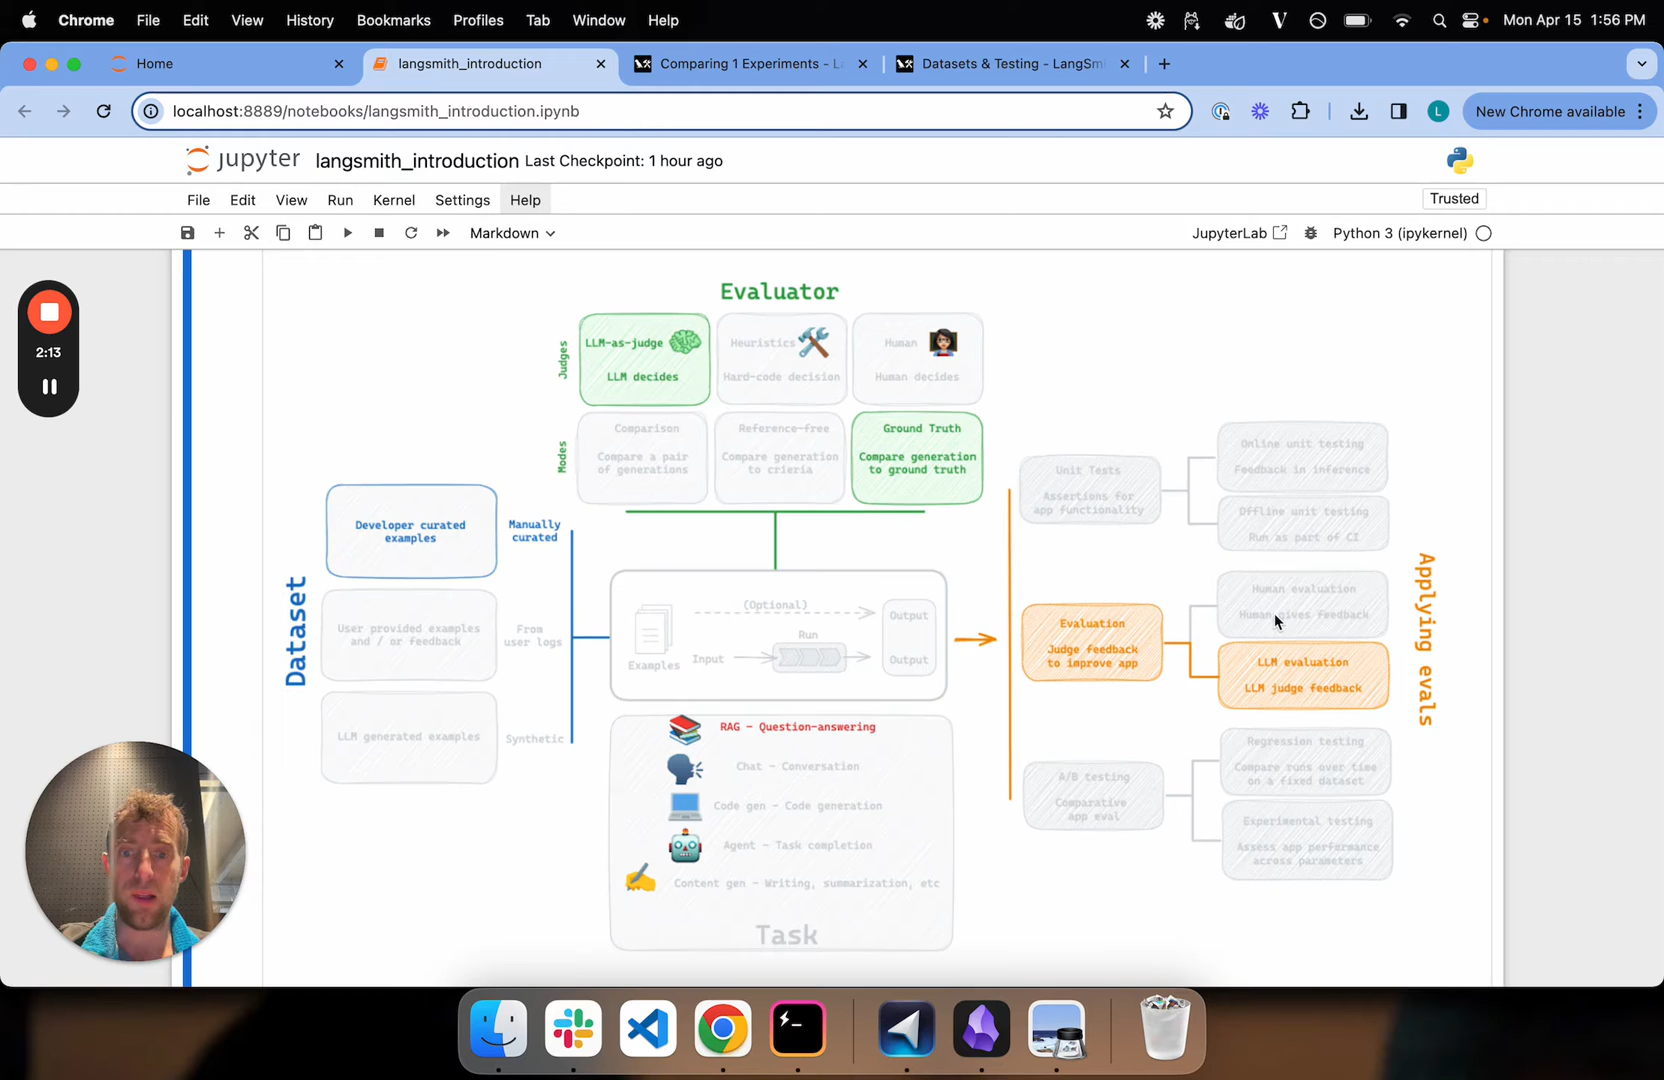 Chrome File Edit View History Bookmarks Profiles Tab Window Help
V
Mon Apr 15 1:56 PM
Home
langsmith_introduction
Comparing 1 Experiments - La
Datasets & Testing - LangSmi
localhost:8889/notebooks/langsmith_introduction.ipynb
L
New Chrome available
jupyter langsmith_introduction Last Checkpoint: 1 hour ago
File Edit View Run Kernel Settings Help
Trusted
Markdown
JupyterLab
Python 3 (ipykernel)
2:13
Evaluator
Judges
LLM-as-judge
LLM decides
Heuristics
Hard-code decision
Human
Human decides
Modes
Comparison
Compare a pair
of generations
Reference-free
Compare generation
to crieria
Ground Truth
Compare generation
to ground truth
Dataset
Developer curated
examples
Manually
curated
User provided examples
and / or feedback
From
user logs
LLM generated examples
Synthetic
(Optional)
Examples
Input
Run
Output
Output
RAG - Question-answering
Chat - Conversation
Code gen - Code generation
Agent - Task completion
Content gen - Writing, summarization, etc
Task
Applying evals
Unit Tests
Assertions for
app functionality
Online unit testing
Feedback in inference
Offline unit testing
Run as part of CI
Evaluation
Judge feedback
to improve app
Human evaluation
Human gives feedback
LLM evaluation
LLM judge feedback
A/B testing
Comparative
app eval
Regression testing
Compare runs over time
on a fixed dataset
Experimental testing
Assess app performance
across parameters